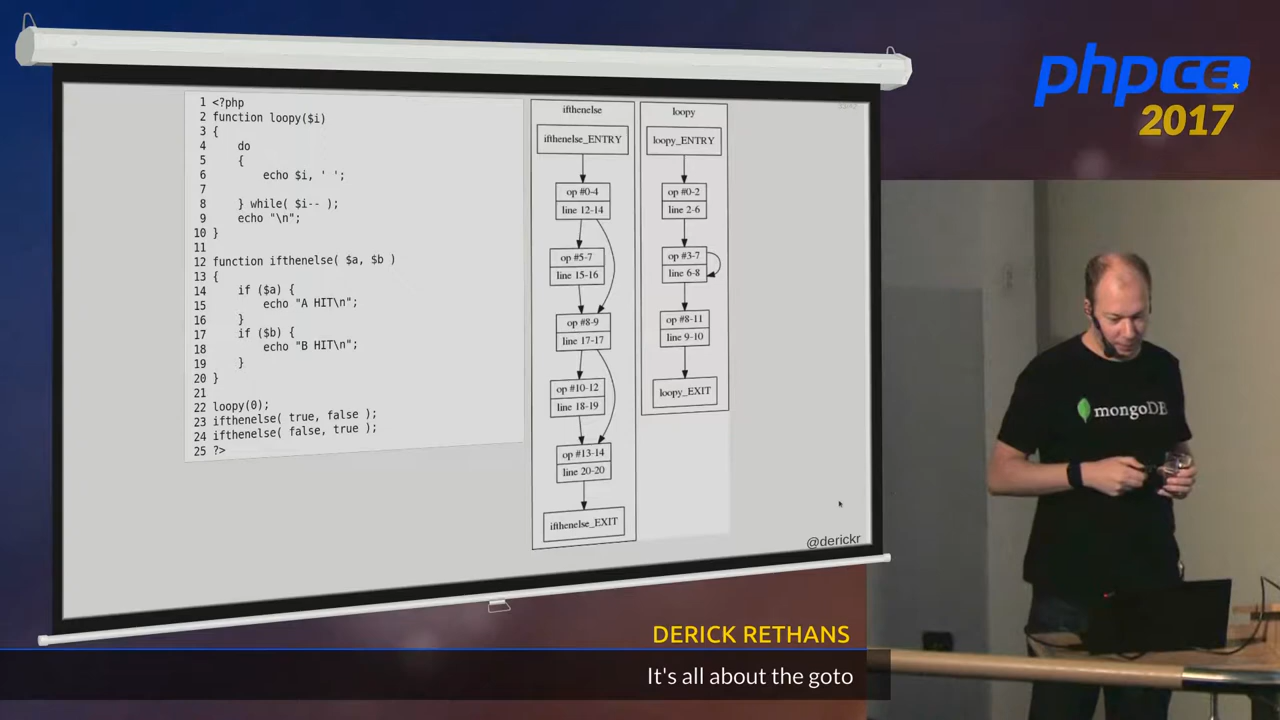 1 <?php
2 function loopy($i)
3 {
4     do
5     {
6         echo $i, ' ';
7
8     } while( $i-- );
9     echo "\n";
10 }
11
12 function ifthenelse( $a, $b )
13 {
14     if ($a) {
15         echo "A HIT\n";
16     }
17     if ($b) {
18         echo "B HIT\n";
19     }
20 }
21
22 loopy(0);
23 ifthenelse( true, false );
24 ifthenelse( false, true );
25 ?>
ifthenelse
ifthenelse_ENTRY
op #0-4
line 12-14
op #5-7
line 15-16
op #8-9
line 17-17
op #10-12
line 18-19
op #13-14
line 20-20
ifthenelse_EXIT
loopy
loopy_ENTRY
op #0-2
line 2-6
op #3-7
line 6-8
op #8-11
line 9-10
loopy_EXIT
@derickr
phpCE
2017
mongoDB
DERICK RETHANS
It's all about the goto